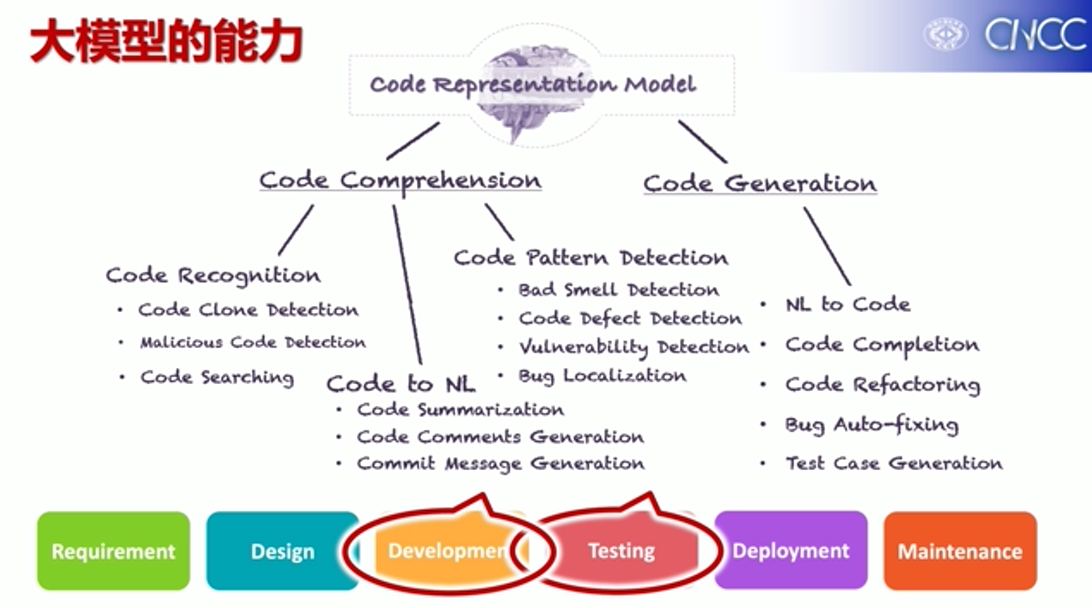 大模型的能力
CNCC
Code Representation Model
Code Comprehension
Code Generation
Code Recognition
• Code Clone Detection
• Malicious Code Detection
• Code Searching
Code to NL
• Code Summarization
• Code Comments Generation
• Commit Message Generation
Code Pattern Detection
• Bad Smell Detection
• Code Defect Detection
• Vulnerability Detection
• Bug Localization
• NL to Code
• Code Completion
• Code Refactoring
• Bug Auto-fixing
• Test Case Generation
Requirement
Design
Developmen
Testing
Deployment
Maintenance